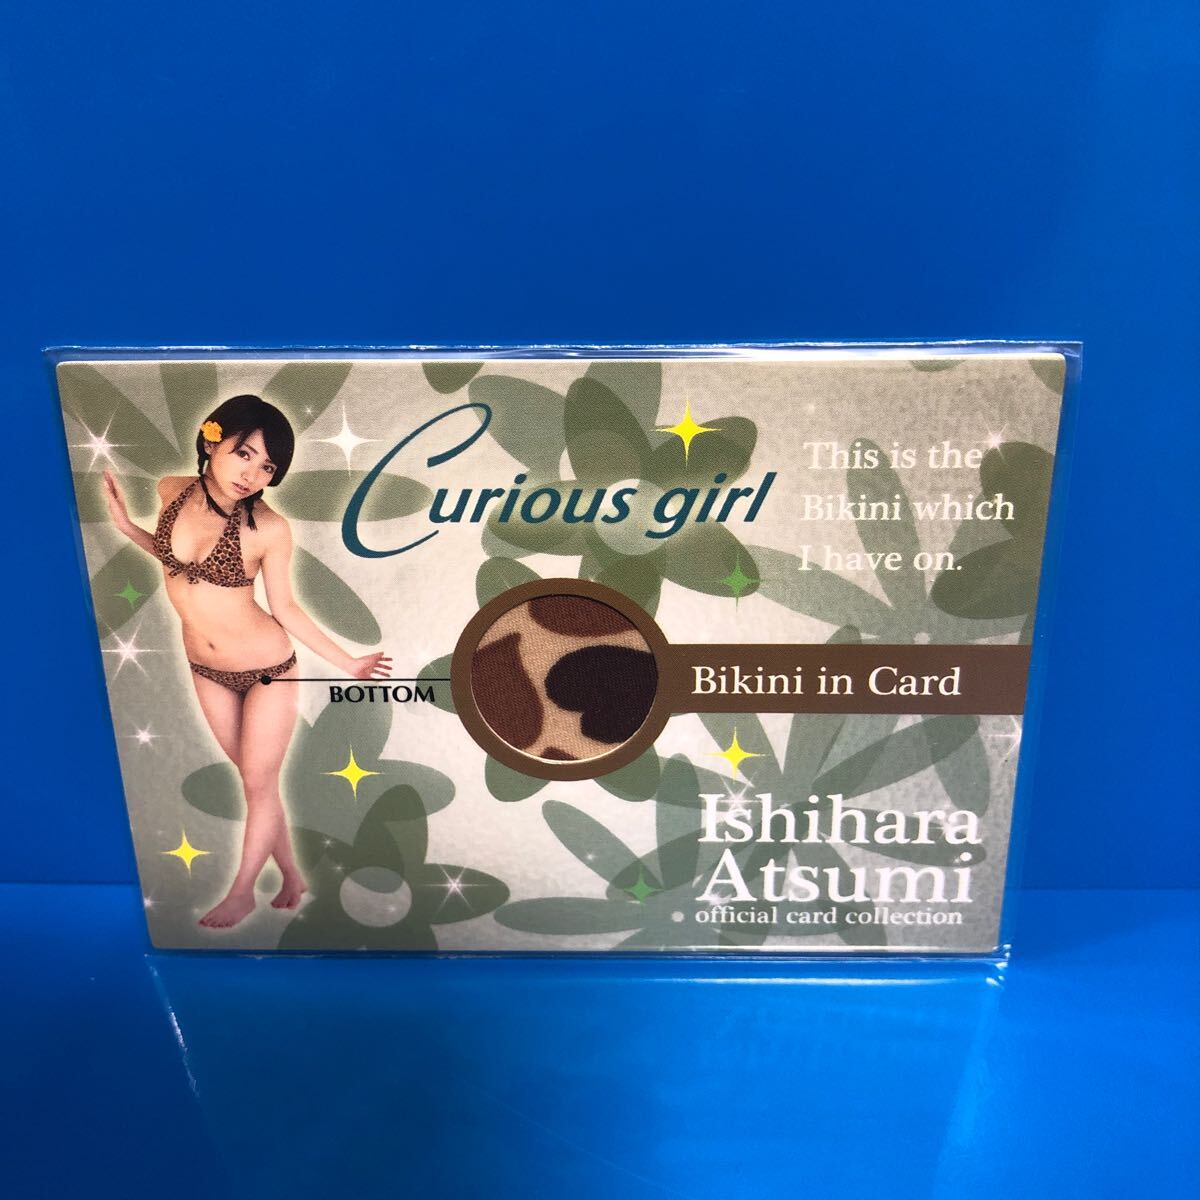 Curious girl
This is the
Bikini which
I have on.
BOTTOM
Bikini in Card
Ishihara
Atsumi
official card collection